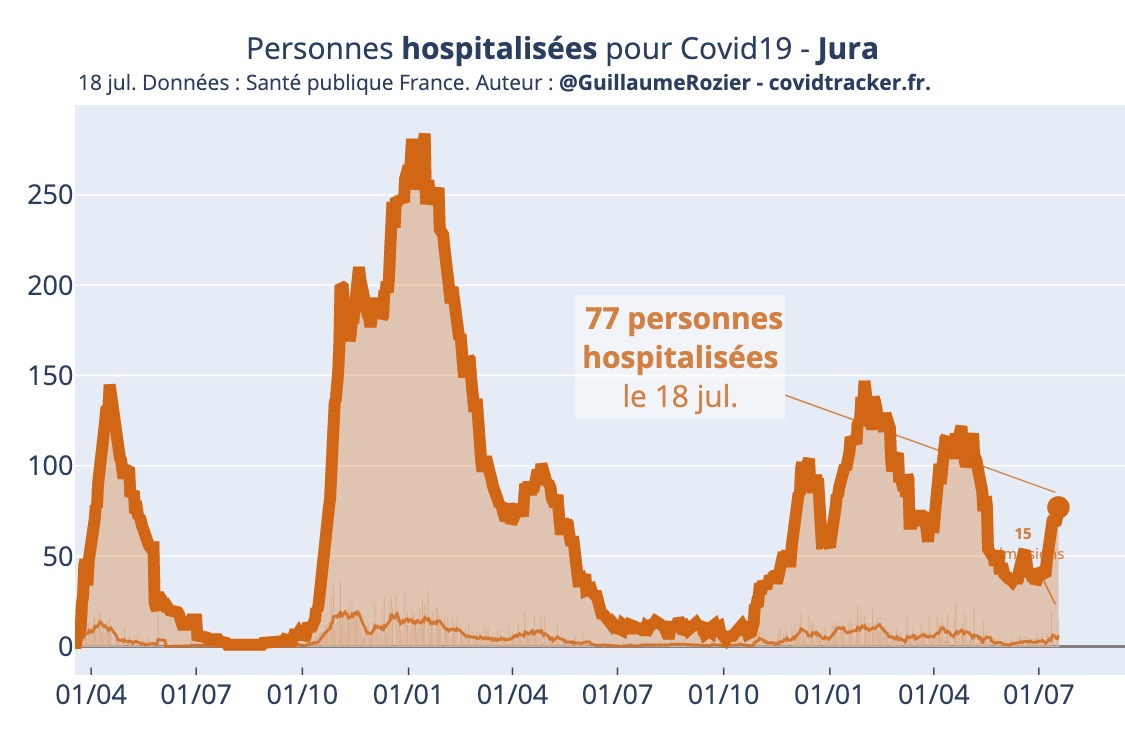 Personnes hospitalisées pour Covid19 - Jura
18 jul. Données : Santé publique France. Auteur : @GuillaumeRozier - covidtracker.fr.
250
200
150
100
50
0
77 personnes
hospitalisées
le 18 jul.
15
01/04 01/07 01/10 01/01 01/04 01/07 01/10 01/01 01/04 01/07